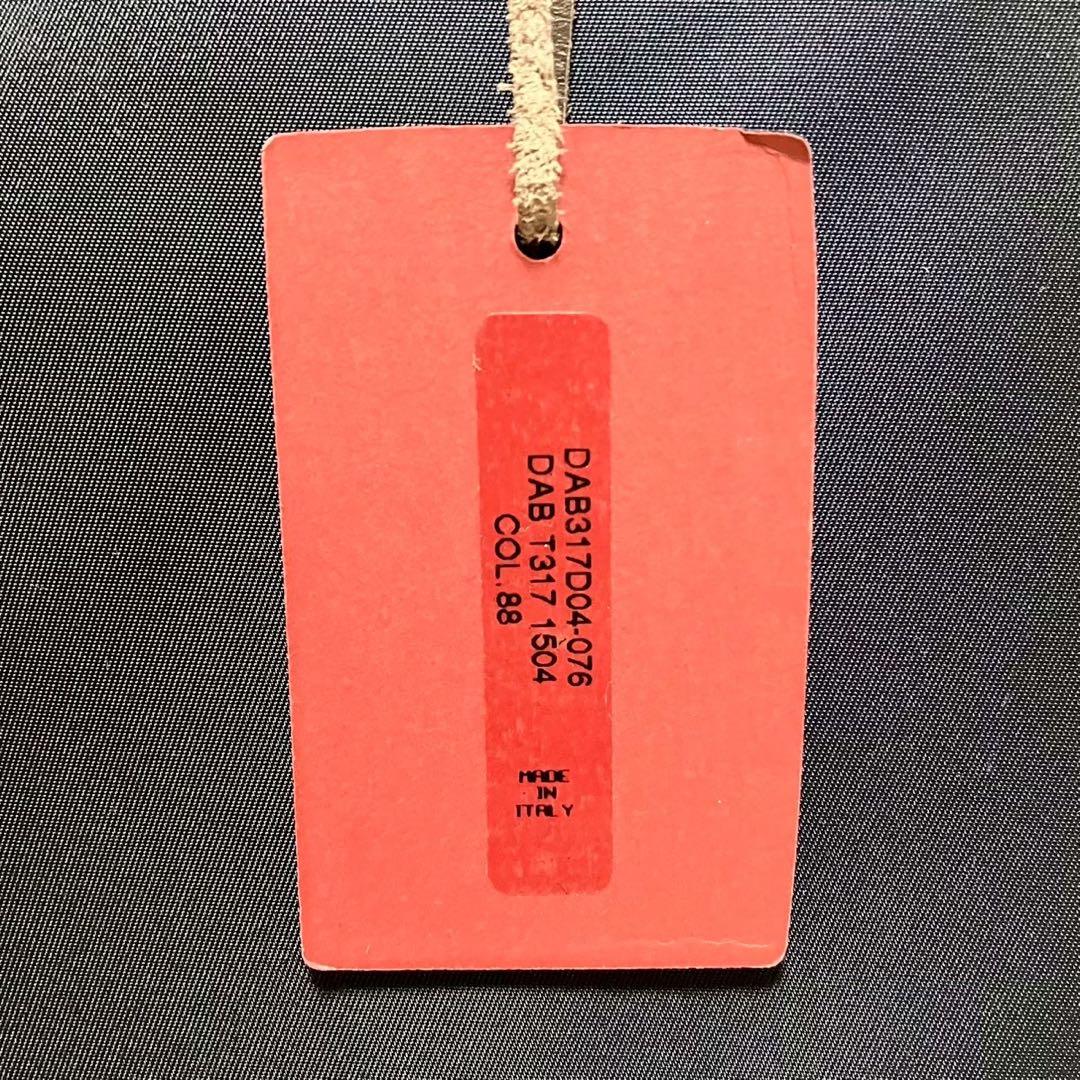 DAB317D04-076
DAB T317 1504
COL.88
MADE
IN
ITALY